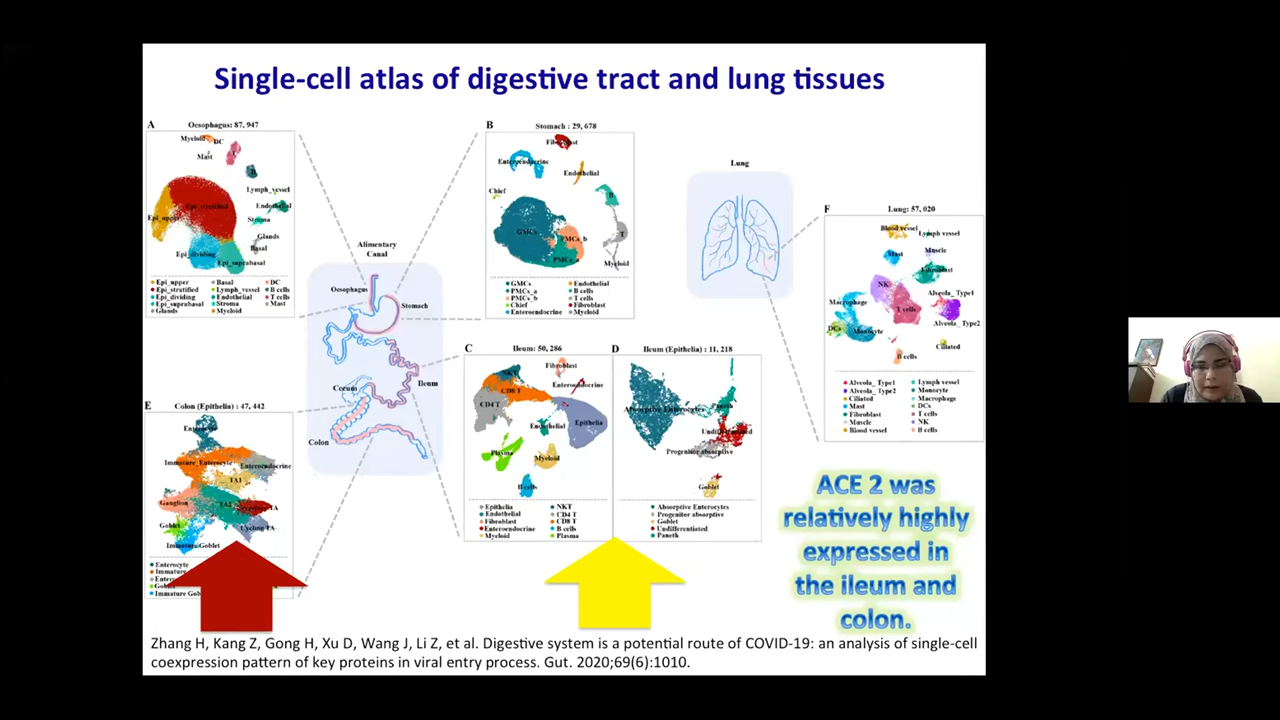 Single-cell atlas of digestive tract and lung tissues
A
Oesophagus: 87, 947
Myeloid
DC
Mast
T
B
Lymph_vessel
Endothelial
Stroma
Glands
Basal
Epi_upper
Epi_stratified
Epi_dividing
Epi_suprabasal
Epi_upper Basal DC
Epi_stratified Lymph_vessel B cells
Epi_dividing Endothelial T cells
Epi_suprabasal Stroma Mast
Glands Myeloid
B
Stomach : 29, 678
Fibroblast
Enteroendocrine
Endothelial
Chief
B
GMCs
PMCs_b
PMCs_a
T
Myeloid
GMCs Endothelial
PMCs_a B cells
PMCs_b T cells
Chief Fibroblast
Enteroendocrine Myeloid
Alimentary
Canal
Oesophagus
Stomach
Cecum
Ileum
Colon
Lung
F
Lung: 57, 020
Blood vessel
Lymph vessel
Mast
Muscle
Fibroblast
NK
Alveola_Type1
Macrophage
T cells
DCs
Monocyte
Alveola_Type2
Ciliated
B cells
Alveola_Type1 Lymph vessel
Alveola_Type2 Monocyte
Ciliated Macrophage
Mast DCs
Fibroblast T cells
Muscle NK
Blood vessel B cells
C
Ileum: 50, 286
Fibroblast
NKT
Enteroendocrine
CD8 T
CD4 T
Endothelial
Epithelia
Plasma
Myeloid
B cells
Epithelia NKT
Endothelial CD4 T
Fibroblast CD8 T
Enteroendocrine B cells
Myeloid Plasma
D
Ileum (Epithelia) : 11, 218
Absorptive Enterocytes
Paneth
Undifferentiated
Progenitor absorptive
Goblet
Absorptive Enterocytes
Progenitor absorptive
Goblet
Undifferentiated
Paneth
E
Colon (Epithelia) : 47, 442
Enterocyte
Immature_Enterocyte
Enteroendocrine
TA1
Ganglion
TA2
Goblet
Cycling TA
Immature Goblet
Enterocyte
Immature
Entero
Goblet
Immature Gob
ACE 2 was
relatively highly
expressed in
the ileum and
colon.
Zhang H, Kang Z, Gong H, Xu D, Wang J, Li Z, et al. Digestive system is a potential route of COVID-19: an analysis of single-cell
coexpression pattern of key proteins in viral entry process. Gut. 2020;69(6):1010.